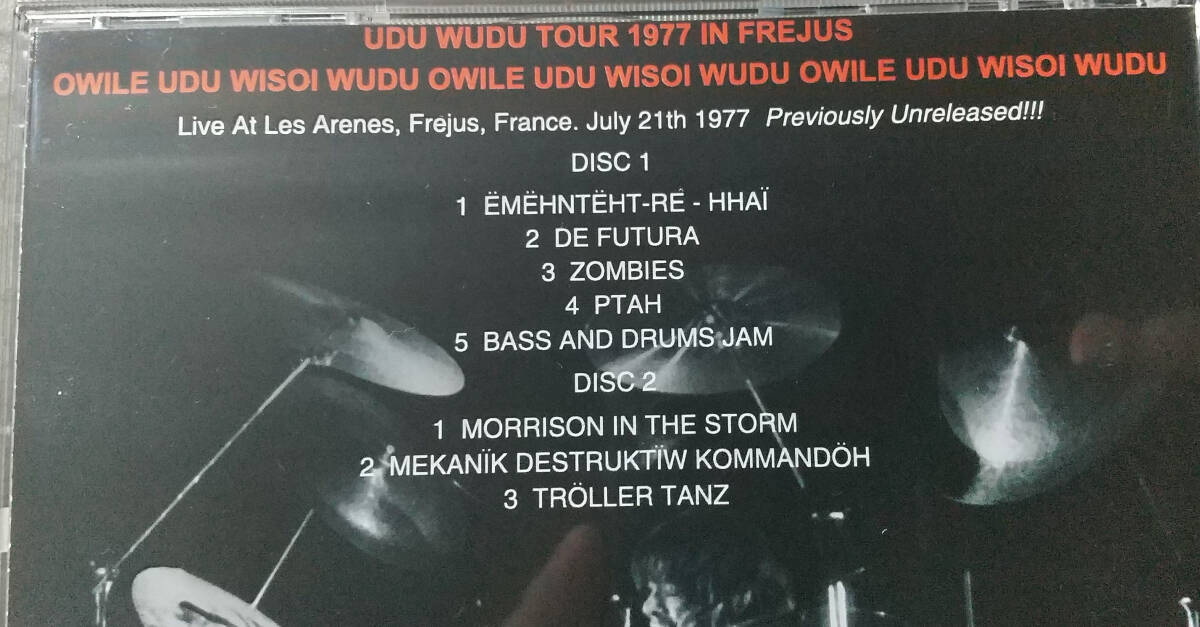 UDU WUDU TOUR 1977 IN FREJUS
OWILE UDU WISOI WUDU OWILE UDU WISOI WUDU OWILE UDU WISOI WUDU
Live At Les Arenes, Frejus, France. July 21th 1977 Previously Unreleased!!!
DISC 1
1 ËMËHNTËHT-RÊ - HHAÏ
2 DE FUTURA
3 ZOMBIES
4 PTAH
5 BASS AND DRUMS JAM
DISC 2
1 MORRISON IN THE STORM
2 MEKANÏK DESTRUKTÏW KOMMANDÖH
3 TRÖLLER TANZ